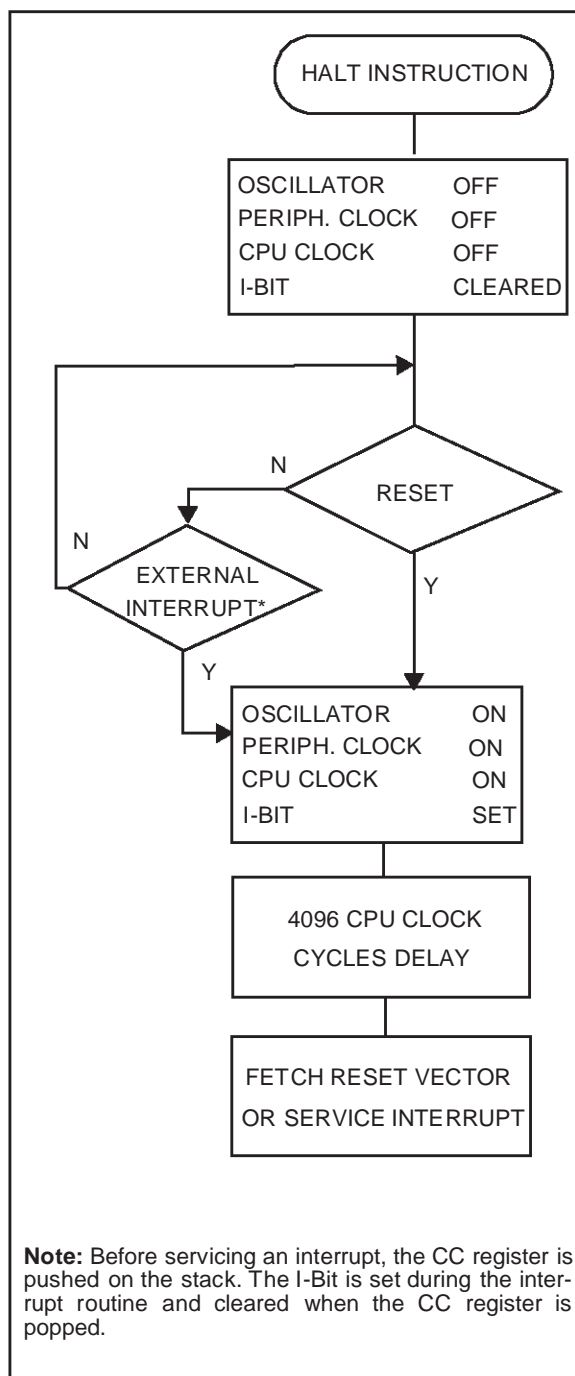 HALT INSTRUCTION
OSCILLATOR OFF
PERIPH. CLOCK OFF
CPU CLOCK OFF
I-BIT CLEARED
N
RESET
N
EXTERNAL
INTERRUPT*
Y
Y
OSCILLATOR ON
PERIPH. CLOCK ON
CPU CLOCK ON
I-BIT SET
4096 CPU CLOCK
CYCLES DELAY
FETCH RESET VECTOR
OR SERVICE INTERRUPT
Note: Before servicing an interrupt, the CC register is
pushed on the stack. The I-Bit is set during the inter-
rupt routine and cleared when the CC register is
popped.